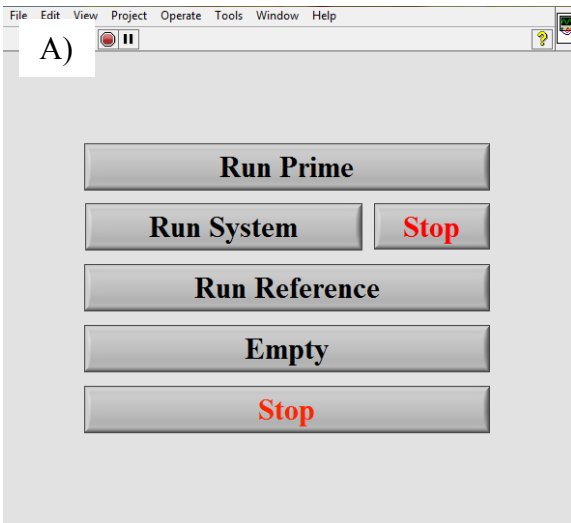 File Edit View Project Operate Tools Window Help
A)
?
Run Prime
Run System Stop
Run Reference
Empty
Stop